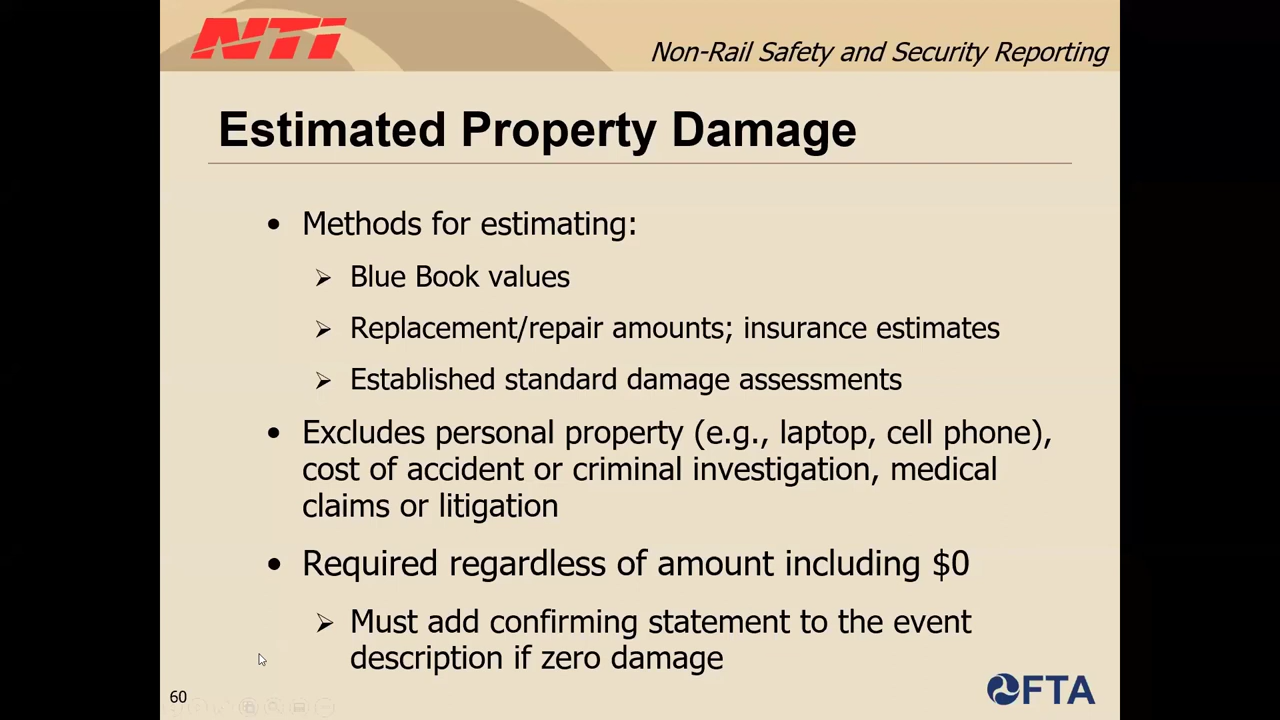 NTI
Non-Rail Safety and Security Reporting
Estimated Property Damage
• Methods for estimating:
➢ Blue Book values
➢ Replacement/repair amounts; insurance estimates
➢ Established standard damage assessments
• Excludes personal property (e.g., laptop, cell phone),
cost of accident or criminal investigation, medical
claims or litigation
• Required regardless of amount including $0
➢ Must add confirming statement to the event
description if zero damage
60
FTA